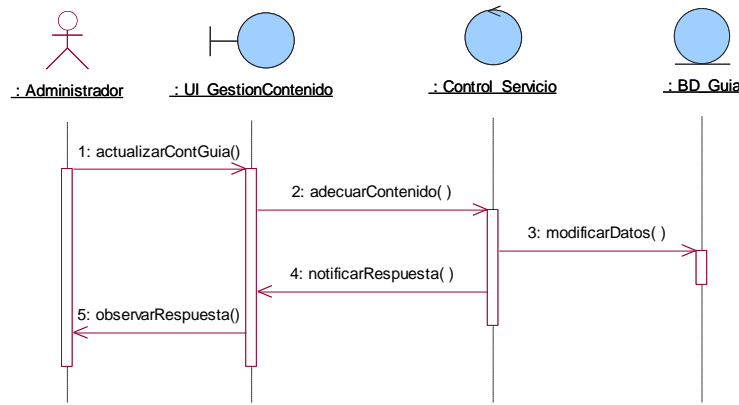 : Administrador
: UI_GestionContenido
: Control_Servicio
: BD_Guia
1: actualizarContGuia()
2: adecuarContenido( )
3: modificarDatos( )
4: notificarRespuesta( )
5: observarRespuesta()